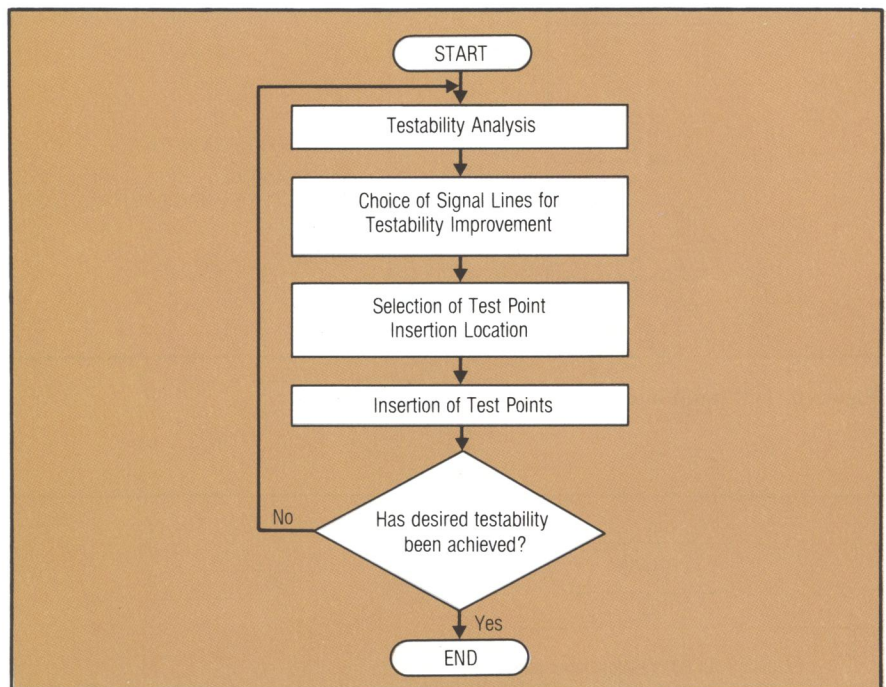 START
Testability Analysis
Choice of Signal Lines for
Testability Improvement
Selection of Test Point
Insertion Location
Insertion of Test Points
Has desired testability
been achieved?
No
Yes
END